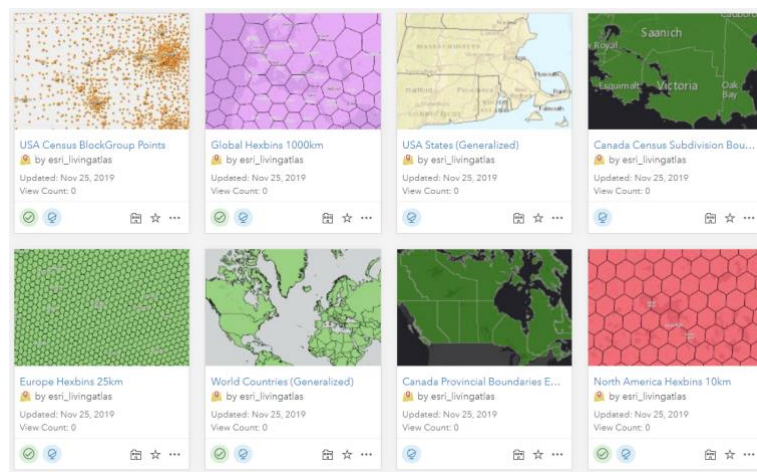 MASSACHUSETTS
Saanich
Royal
Esquimalt
Victoria
Oak
Bay
USA Census BlockGroup Points
by esri_livingatlas
Updated: Nov 25, 2019
View Count: 0
Global Hexbins 1000km
by esri_livingatlas
Updated: Nov 25, 2019
View Count: 0
USA States (Generalized)
by esri_livingatlas
Updated: Nov 25, 2019
View Count: 0
Canada Census Subdivision Bou...
by esri_livingatlas
Updated: Nov 25, 2019
View Count: 0
Europe Hexbins 25km
by esri_livingatlas
Updated: Nov 25, 2019
View Count: 0
World Countries (Generalized)
by esri_livingatlas
Updated: Nov 25, 2019
View Count: 0
Canada Provincial Boundaries E...
by esri_livingatlas
Updated: Nov 25, 2019
View Count: 0
North America Hexbins 10km
by esri_livingatlas
Updated: Nov 25, 2019
View Count: 0